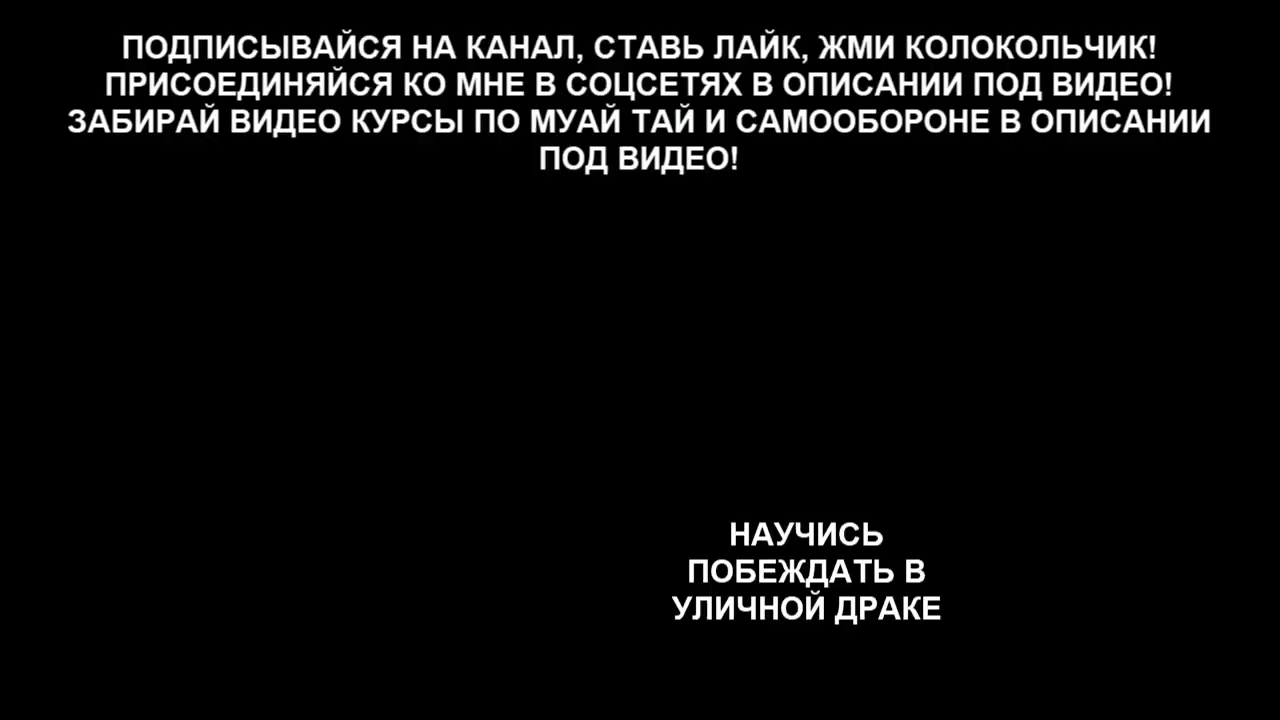 ПОДПИСЫВАЙСЯ НА КАНАЛ, СТАВЬ ЛАЙК, ЖМИ КОЛОКОЛЬЧИК!
ПРИСОЕДИНЯЙСЯ КО МНЕ В СОЦСЕТЯХ В ОПИСАНИИ ПОД ВИДЕО!
ЗАБИРАЙ ВИДЕО КУРСЫ ПО МУАЙ ТАЙ И САМООБОРОНЕ В ОПИСАНИИ
ПОД ВИДЕО!
НАУЧИСЬ
ПОБЕЖДАТЬ В
УЛИЧНОЙ ДРАКЕ